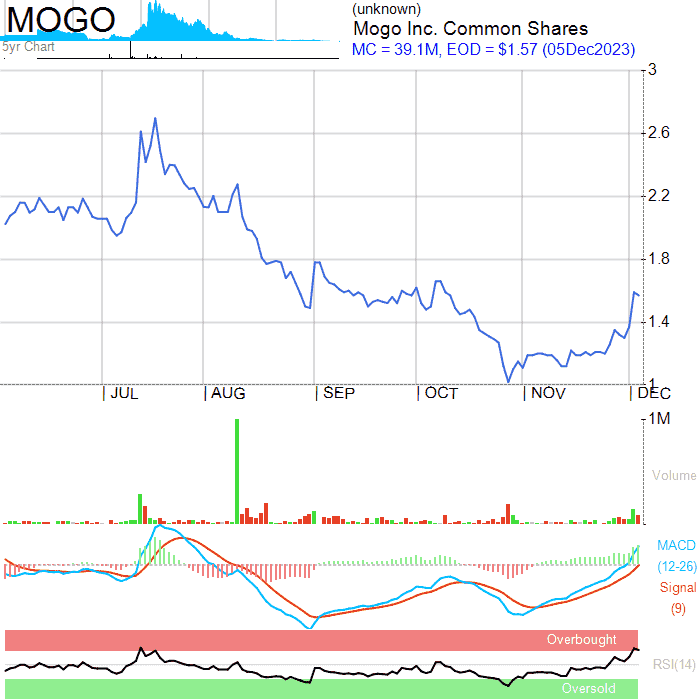 MOGO
5yr Chart
(unknown)
Mogo Inc. Common Shares
MC = 39.1M, EOD = $1.57 (05Dec2023)
3
2.6
2.2
1.8
1.4
1
JUL AUG SEP OCT NOV DEC
1M
Volume
MACD
(12-26)
Signal
(9)
Overbought
RSI(14)
Oversold